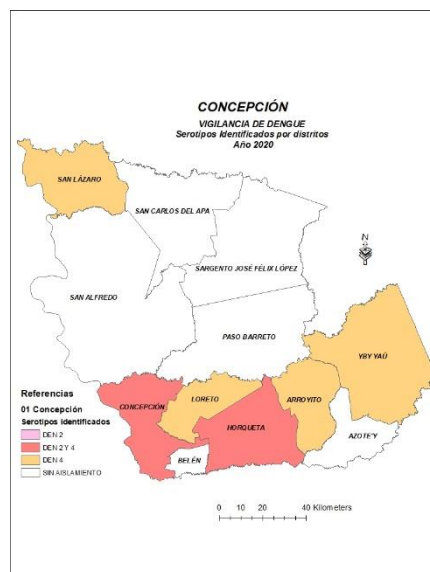 CONCEPCIÓN
VIGILANCIA DE DENGUE
Serotipos Identificados por distritos
Año 2020
SAN LÁZARO
SAN CARLOS DEL APA
N
SARGENTO JOSÉ FÉLIX LÓPEZ
SAN ALFREDO
PASO BARRETO
YBY YAÚ
CONCEPCIÓN
LORETO
ARROYITO
HORQUETA
AZOTE'Y
BELÉN
Referencias
01 Concepción
Serotipos Identificados
DEN 2
DEN 2 Y 4
DEN 4
SIN AISLAMIENTO
0 10 20 40 Kilometers